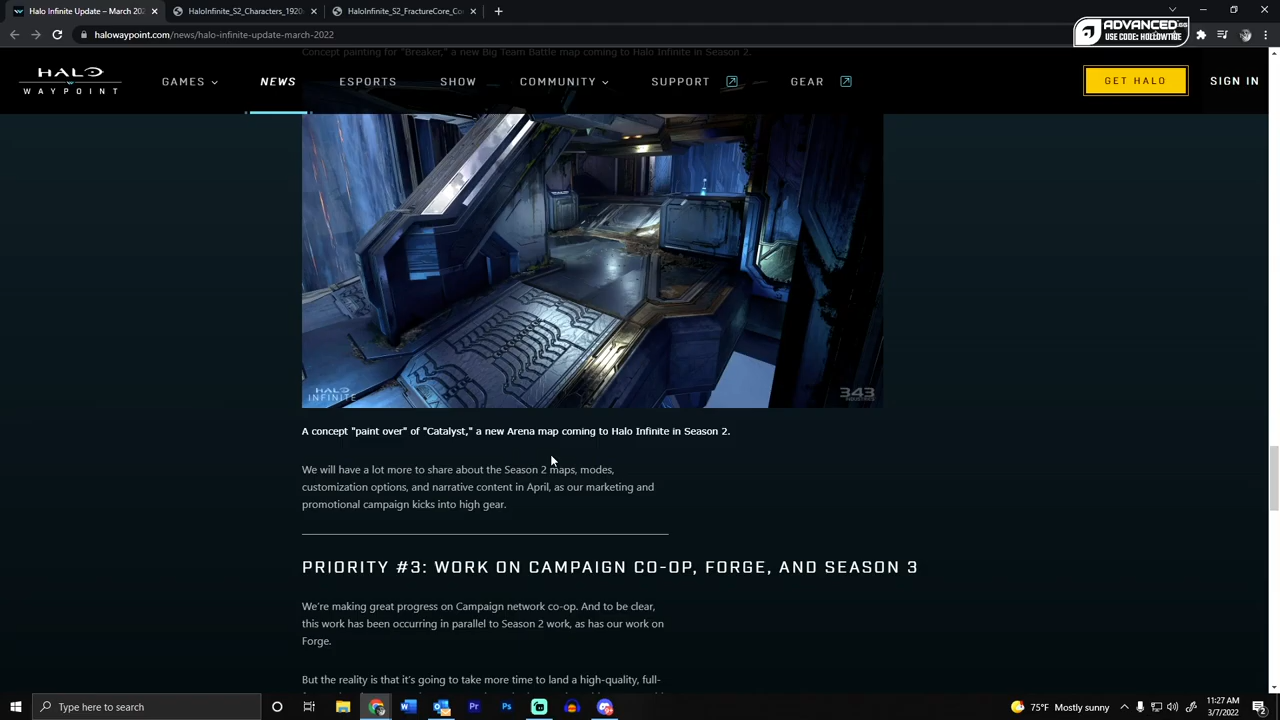 Halo Infinite Update – March 202
HaloInfinite_S2_Characters_1920
HaloInfinite_S2_FractureCore_Co
halowaypoint.com/news/halo-infinite-update-march-2022
ADVANCED.GG
USE CODE: HOLLOWTIDE
Concept painting for "Breaker," a new Big Team Battle map coming to Halo Infinite in Season 2.
HALO
WAYPOINT
GAMES
NEWS
ESPORTS
SHOW
COMMUNITY
SUPPORT
GEAR
GET HALO
SIGN IN
HALO
INFINITE
343
INDUSTRIES
A concept "paint over" of "Catalyst," a new Arena map coming to Halo Infinite in Season 2.
We will have a lot more to share about the Season 2 maps, modes,
customization options, and narrative content in April, as our marketing and
promotional campaign kicks into high gear.
PRIORITY #3: WORK ON CAMPAIGN CO-OP, FORGE, AND SEASON 3
We're making great progress on Campaign network co-op. And to be clear,
this work has been occurring in parallel to Season 2 work, as has our work on
Forge.
But the reality is that it's going to take more time to land a high-quality, full-
Type here to search
75°F Mostly sunny
11:27 AM
3/7/2022